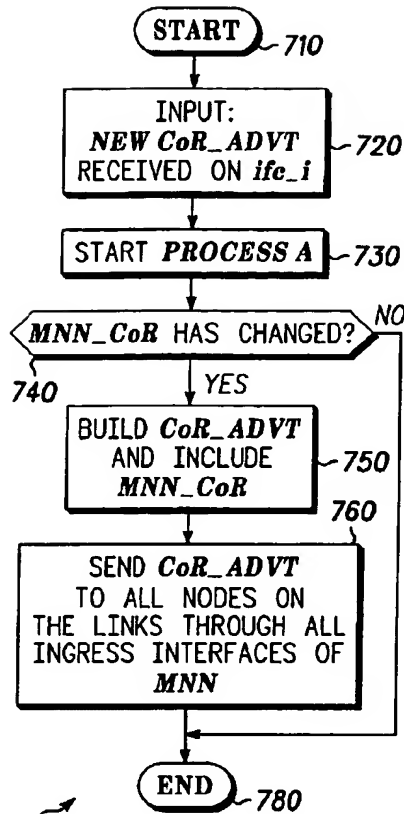 START
710
INPUT:
NEW CoR_ADVT
RECEIVED ON ifc_i
720
START PROCESS A
730
MNN_CoR HAS CHANGED?
NO
740
YES
BUILD CoR_ADVT
AND INCLUDE
MNN_CoR
750
760
SEND CoR_ADVT
TO ALL NODES ON
THE LINKS THROUGH ALL
INGRESS INTERFACES OF
MNN
END
780